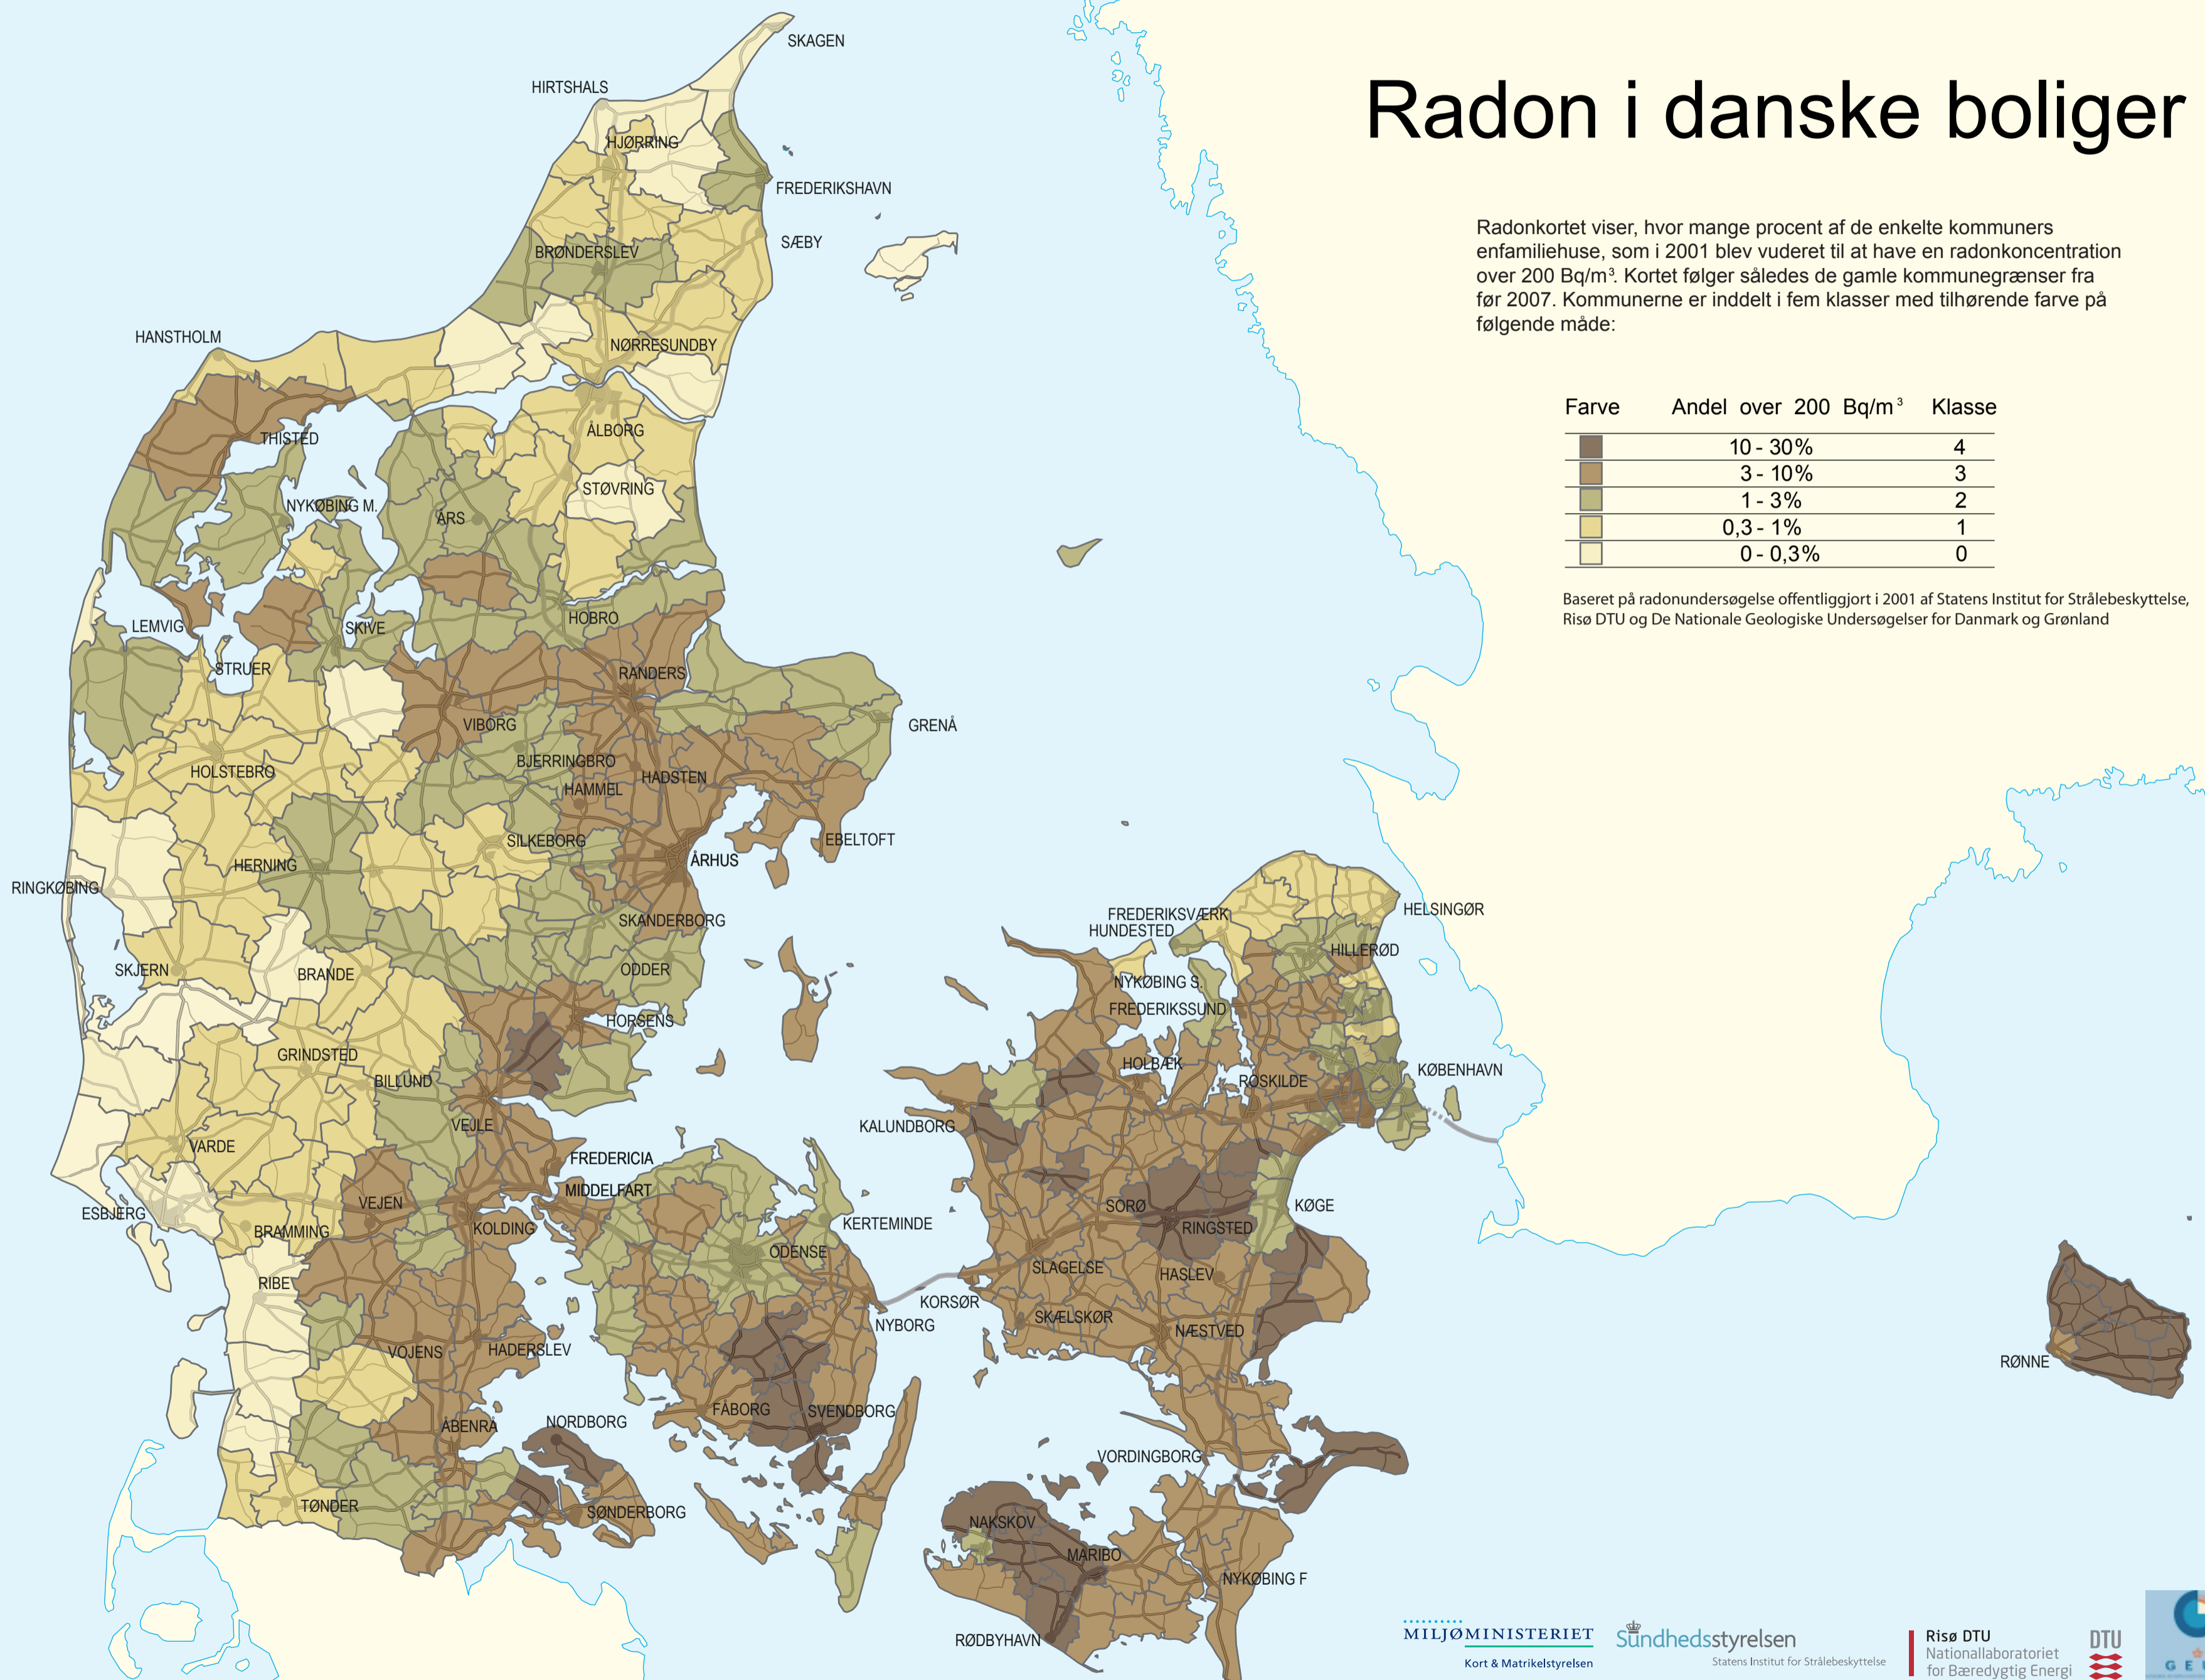 Radon i danske boliger
Radonkortet viser, hvor mange procent af de enkelte kommuners
enfamiliehuse, som i 2001 blev vuderet til at have en radonkoncentration
over 200 Bq/m³. Kortet følger således de gamle kommunegrænser fra
før 2007. Kommunerne er inddelt i fem klasser med tilhørende farve på
følgende måde:
Farve Andel over 200 Bq/m³ Klasse
10 - 30% 4
3 - 10% 3
1 - 3% 2
0,3 - 1% 1
0 - 0,3% 0
Baseret på radonundersøgelse offentliggjort i 2001 af Statens Institut for Strålebeskyttelse,
Risø DTU og De Nationale Geologiske Undersøgelser for Danmark og Grønland
SKAGEN
HIRTSHALS
HJØRRING
FREDERIKSHAVN
SÆBY
BRØNDERSLEV
HANSTHOLM
NØRRESUNDBY
THISTED
ÅLBORG
STØVRING
NYKØBING M.
ARS
HOBRO
LEMVIG
SKIVE
STRUER
RANDERS
VIBORG
GRENÅ
BJERRINGBRO
HOLSTEBRO
HADSTEN
HAMMEL
SILKEBORG
EBELTOFT
ÅRHUS
HERNING
RINGKØBING
SKANDERBORG
FREDERIKSVÆRK
HELSINGØR
HUNDESTED
HILLERØD
SKJERN
BRANDE
ODDER
NYKØBING S.
FREDERIKSSUND
HORSENS
GRINDSTED
HOLBÆK
BILLUND
ROSKILDE
KØBENHAVN
VEJLE
KALUNDBORG
VARDE
FREDERICIA
MIDDELFART
VEJEN
SORØ
KØGE
ESBJERG
BRAMMING
KOLDING
KERTEMINDE
RINGSTED
ODENSE
SLAGELSE
HASLEV
RIBE
KORSØR
SKÆLSKØR
NYBORG
NÆSTVED
VOJENS
HADERSLEV
RØNNE
FÅBORG
SVENDBORG
NORDBORG
ÅBENRÅ
VORDINGBORG
TØNDER
SØNDERBORG
NAKSKOV
MARIBO
NYKØBING F
RØDBYHAVN
MILJØMINISTERIET
Kort & Matrikelstyrelsen
Sundhedsstyrelsen
Statens Institut for Strålebeskyttelse
Risø DTU
Nationallaboratoriet
for Bæredygtig Energi
DTU